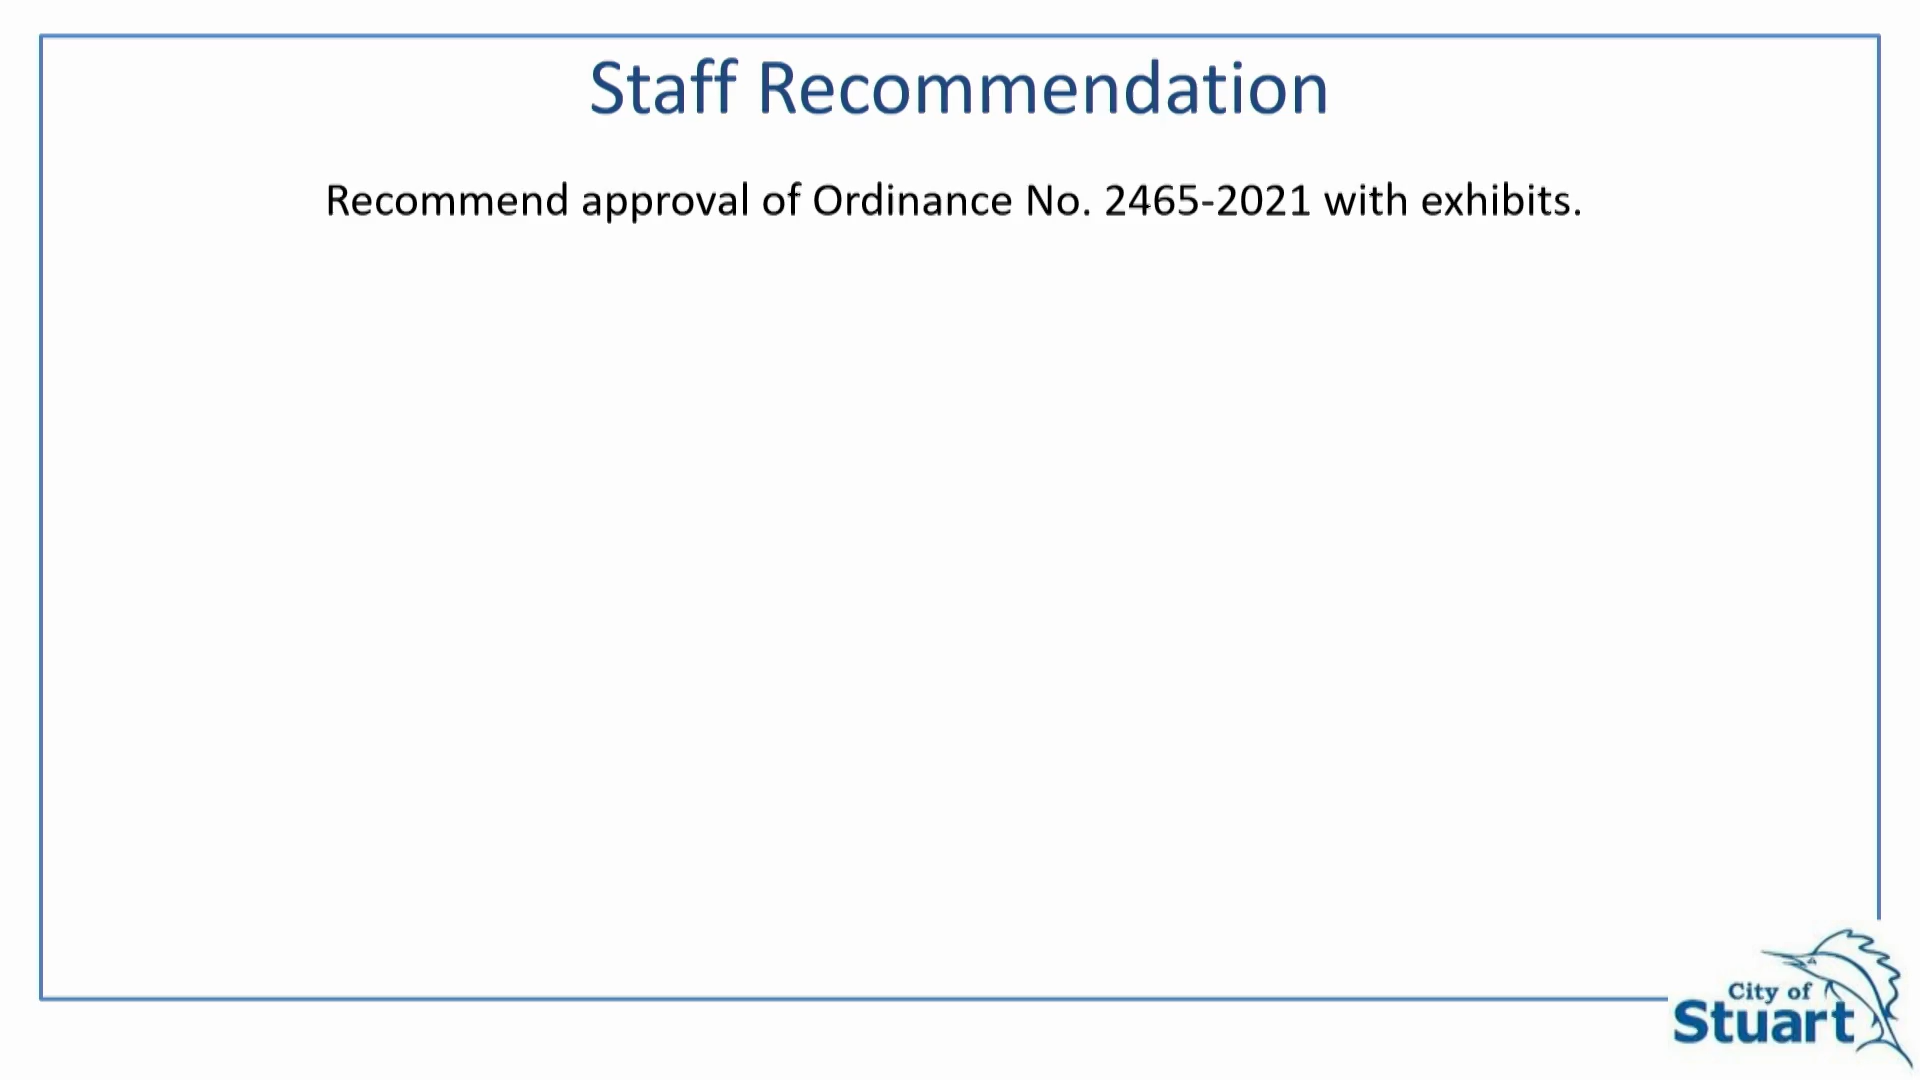 Staff Recommendation
Recommend approval of Ordinance No. 2465-2021 with exhibits.
City of
Stuart